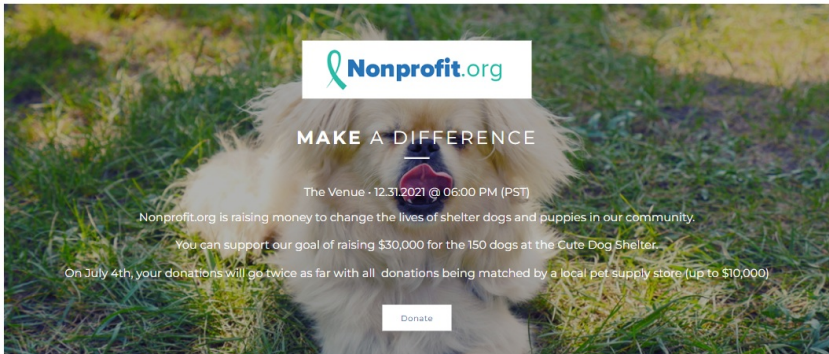 Nonprofit.org
MAKE A DIFFERENCE
The Venue • 12.31.2021 @ 06:00 PM (PST)
Nonprofit.org is raising money to change the lives of shelter dogs and puppies in our community.
You can support our goal of raising $30,000 for the 150 dogs at the Cute Dog Shelter.
On July 4th, your donations will go twice as far with all donations being matched by a local pet supply store (up to $10,000)
Donate